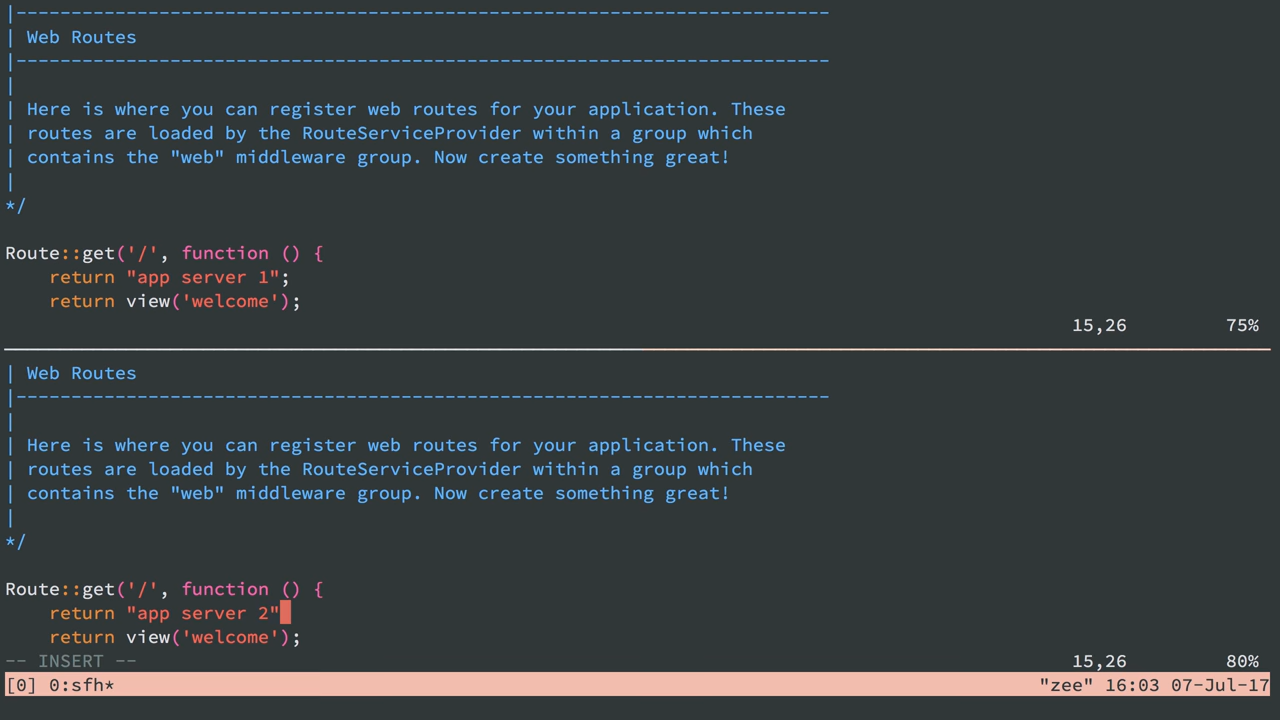 |--------------------------------------------------------------------------
| Web Routes
|--------------------------------------------------------------------------
|
| Here is where you can register web routes for your application. These
| routes are loaded by the RouteServiceProvider within a group which
| contains the "web" middleware group. Now create something great!
|
*/

Route::get('/', function () {
    return "app server 1";
    return view('welcome');
15,26 75%
| Web Routes
|--------------------------------------------------------------------------
|
| Here is where you can register web routes for your application. These
| routes are loaded by the RouteServiceProvider within a group which
| contains the "web" middleware group. Now create something great!
|
*/

Route::get('/', function () {
    return "app server 2"
    return view('welcome');
-- INSERT -- 15,26 80%
[0] 0:sfh* "zee" 16:03 07-Jul-17